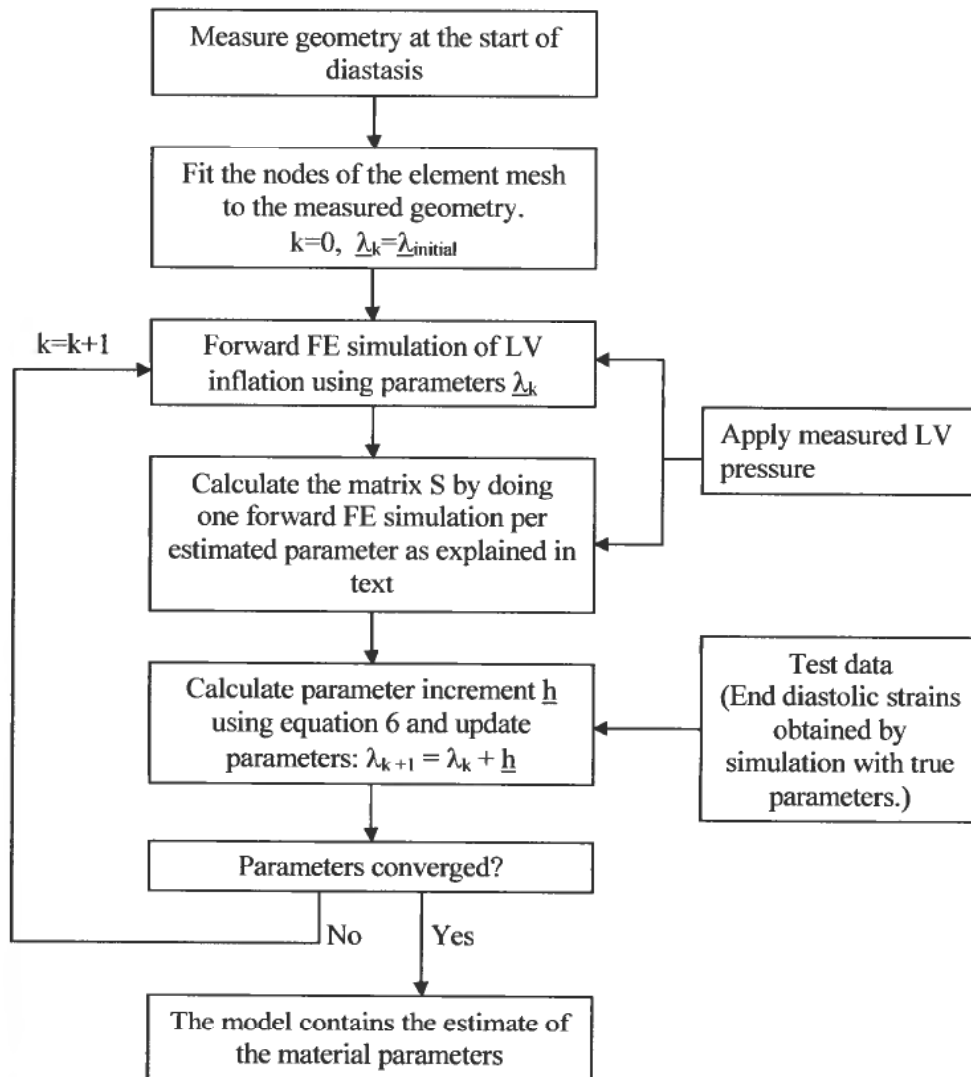 Measure geometry at the start of
diastasis
Fit the nodes of the element mesh
to the measured geometry.
k=0, λk=λinitial
k=k+1
Forward FE simulation of LV
inflation using parameters λk
Apply measured LV
pressure
Calculate the matrix S by doing
one forward FE simulation per
estimated parameter as explained in
text
Calculate parameter increment h
using equation 6 and update
parameters: λk+1 = λk + h
Test data
(End diastolic strains
obtained by
simulation with true
parameters.)
Parameters converged?
No
Yes
The model contains the estimate of
the material parameters